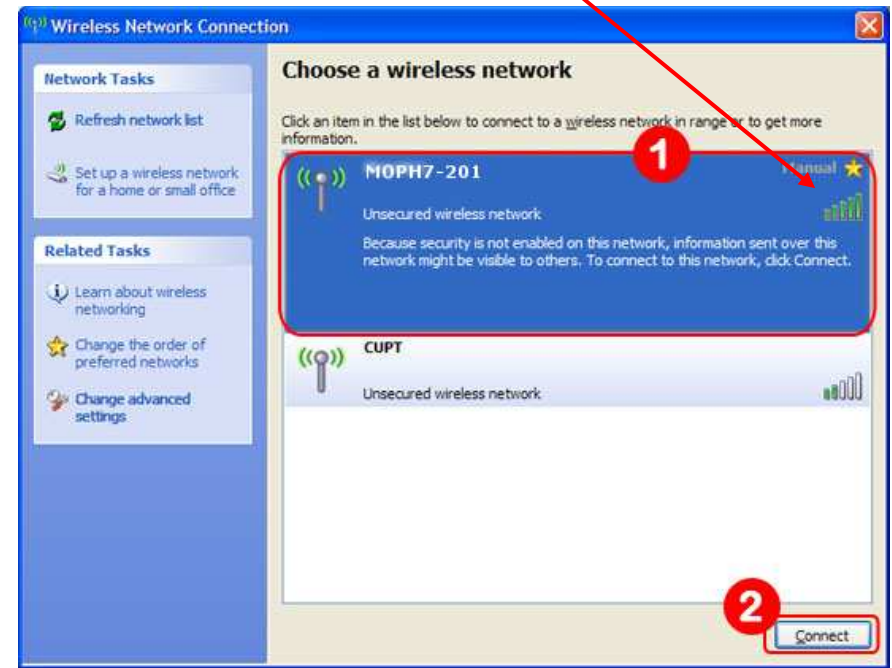 Wireless Network Connection
Network Tasks
Refresh network list
Set up a wireless network
for a home or small office
Related Tasks
Learn about wireless
networking
Change the order of
preferred networks
Change advanced
settings
Choose a wireless network
Click an item in the list below to connect to a wireless network in range or to get more
information.
1
MOPH7-201
Manual
Unsecured wireless network
Because security is not enabled on this network, information sent over this
network might be visible to others. To connect to this network, click Connect.
CUPT
Unsecured wireless network
2
Connect